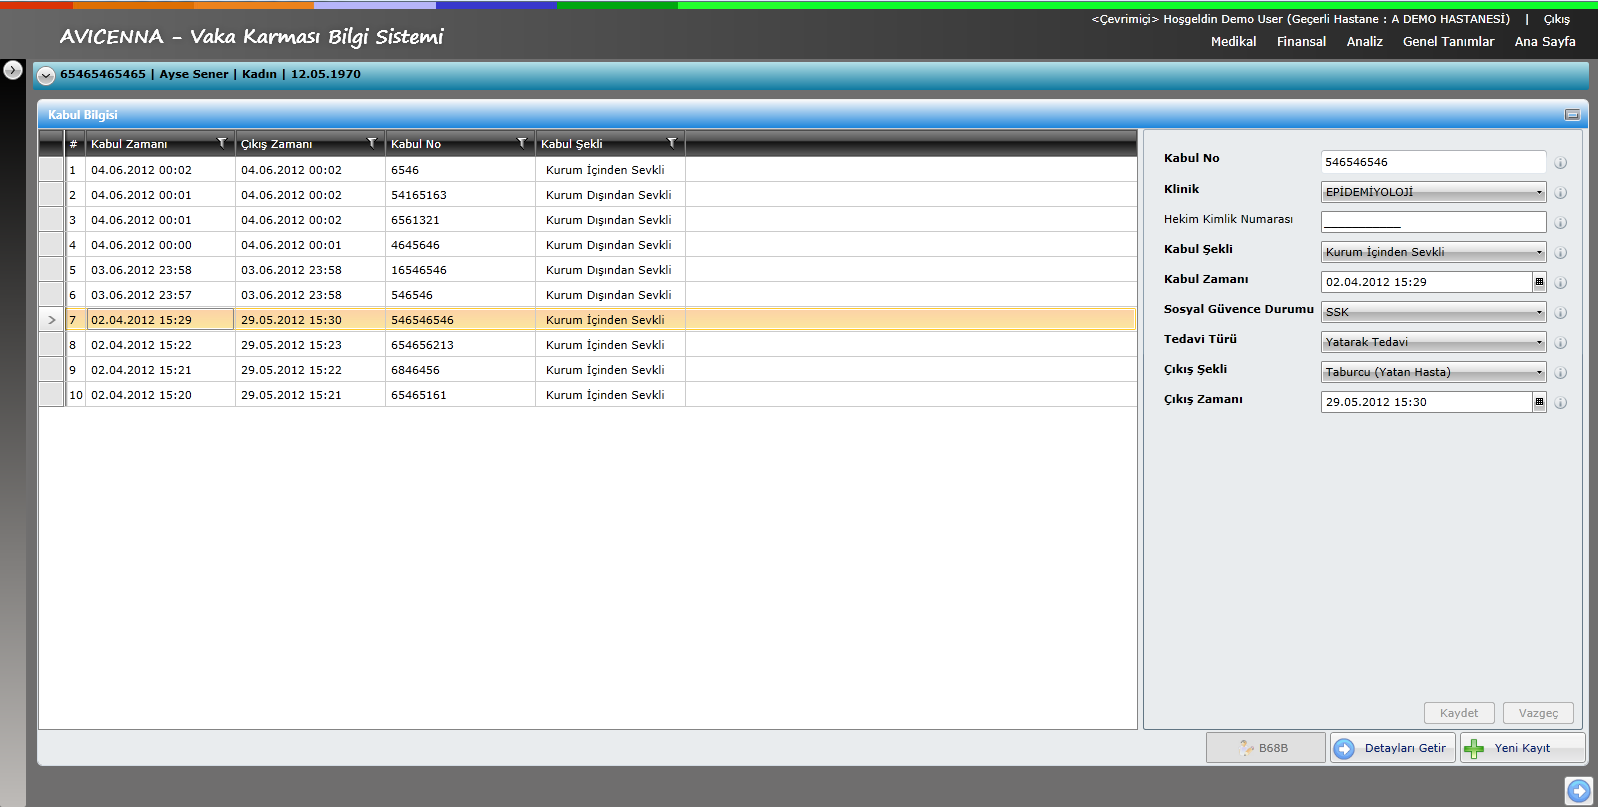 <Çevrimiçi> Hoşgeldin Demo User (Geçerli Hastane : A DEMO HASTANESİ) | Çıkış
AVICENNA - Vaka Karması Bilgi Sistemi
Medikal Finansal Analiz Genel Tanımlar Ana Sayfa
65465465465 | Ayse Sener | Kadın | 12.05.1970
Kabul Bilgisi
# Kabul Zamanı Çıkış Zamanı Kabul No Kabul Şekli
1 04.06.2012 00:02 04.06.2012 00:02 6546 Kurum İçinden Sevkli
2 04.06.2012 00:01 04.06.2012 00:02 54165163 Kurum Dışından Sevkli
3 04.06.2012 00:01 04.06.2012 00:02 6561321 Kurum Dışından Sevkli
4 04.06.2012 00:00 04.06.2012 00:01 4645646 Kurum Dışından Sevkli
5 03.06.2012 23:58 03.06.2012 23:58 16546546 Kurum Dışından Sevkli
6 03.06.2012 23:57 03.06.2012 23:58 546546 Kurum Dışından Sevkli
7 02.04.2012 15:29 29.05.2012 15:30 546546546 Kurum İçinden Sevkli
8 02.04.2012 15:22 29.05.2012 15:23 654656213 Kurum İçinden Sevkli
9 02.04.2012 15:21 29.05.2012 15:22 6846456 Kurum İçinden Sevkli
10 02.04.2012 15:20 29.05.2012 15:21 65465161 Kurum İçinden Sevkli
Kabul No 546546546
Klinik EPİDEMİYOLOJİ
Hekim Kimlik Numarası ___________
Kabul Şekli Kurum İçinden Sevkli
Kabul Zamanı 02.04.2012 15:29
Sosyal Güvence Durumu SSK
Tedavi Türü Yatarak Tedavi
Çıkış Şekli Taburcu (Yatan Hasta)
Çıkış Zamanı 29.05.2012 15:30
Kaydet Vazgeç
B68B Detayları Getir Yeni Kayıt